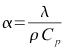 α = λ / (ρ C_p)